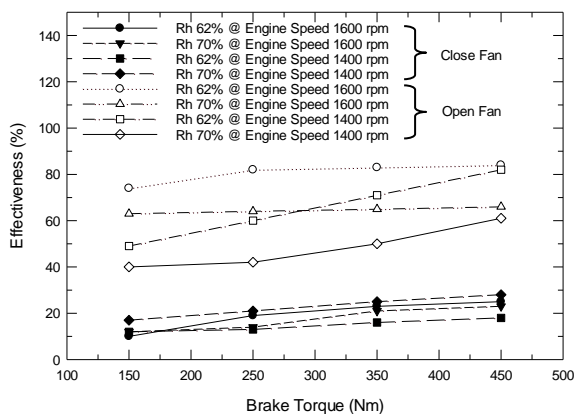 140
120
100
80
60
40
20
0
Effectiveness (%)
Rh 62% @ Engine Speed 1600 rpm
Rh 70% @ Engine Speed 1600 rpm
Rh 62% @ Engine Speed 1400 rpm
Rh 70% @ Engine Speed 1400 rpm
Close Fan
Rh 62% @ Engine Speed 1600 rpm
Rh 70% @ Engine Speed 1600 rpm
Rh 62% @ Engine Speed 1400 rpm
Rh 70% @ Engine Speed 1400 rpm
Open Fan
100 150 200 250 300 350 400 450 500
Brake Torque (Nm)